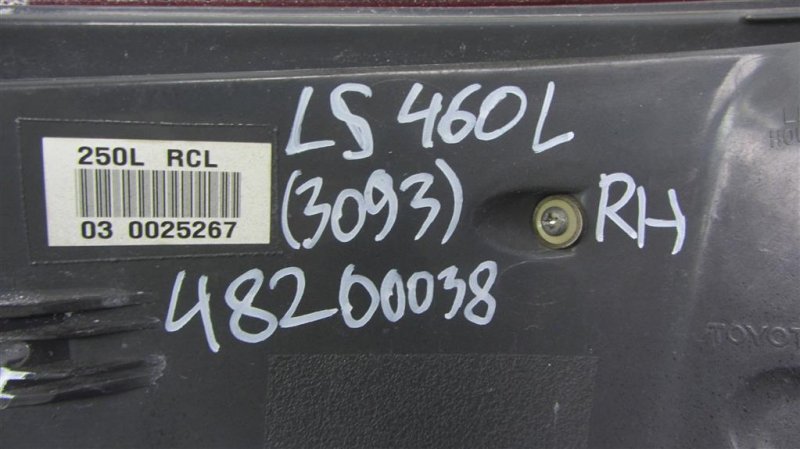 250L RCL
03 0025267
LS 460L
(3093)
RH
48200038